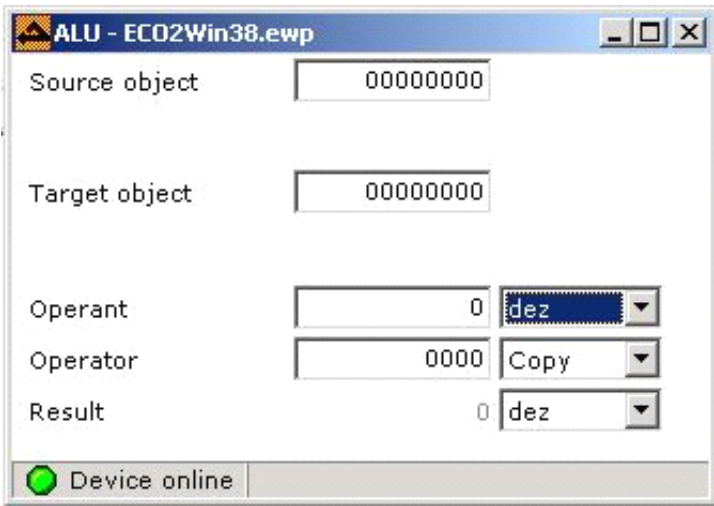 ALU - ECO2Win38.ewp
Source object 00000000
Target object 00000000
Operant 0 dez
Operator 0000 Copy
Result 0 dez
Device online